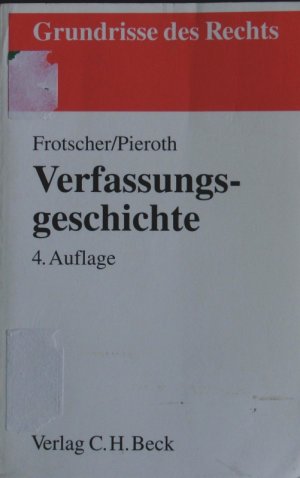 Grundrisse des Rechts
Frotscher/Pieroth
Verfassungs-
geschichte
4. Auflage
Verlag C.H.Beck